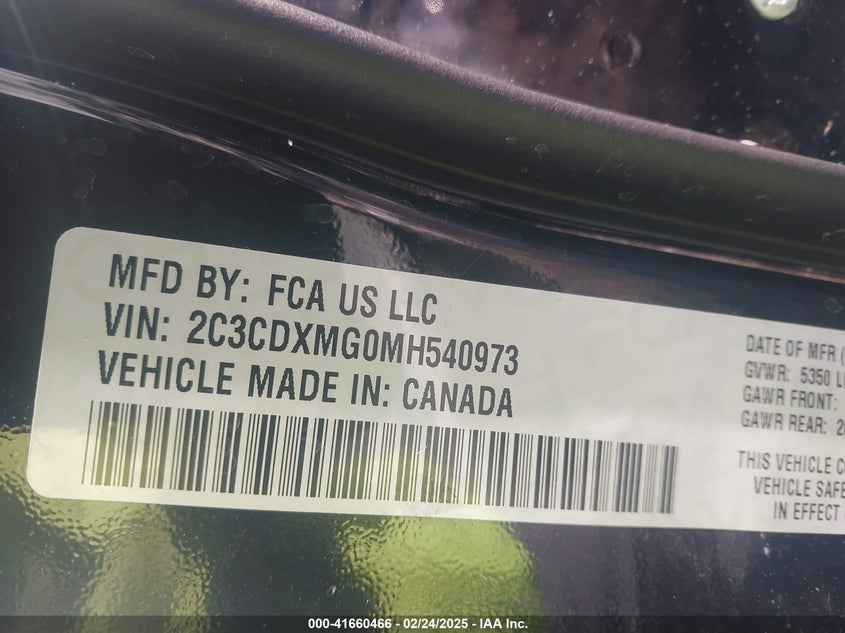 MFD BY: FCA US LLC
VIN: 2C3CDXMG0MH540973
VEHICLE MADE IN: CANADA
DATE OF MFR (
GVWR: 5350
GAWR FRONT:
GAWR REAR:
THIS VEHICLE
VEHICLE
IN EFFECT
000-41660466 - 02/24/2025 - IAA Inc.